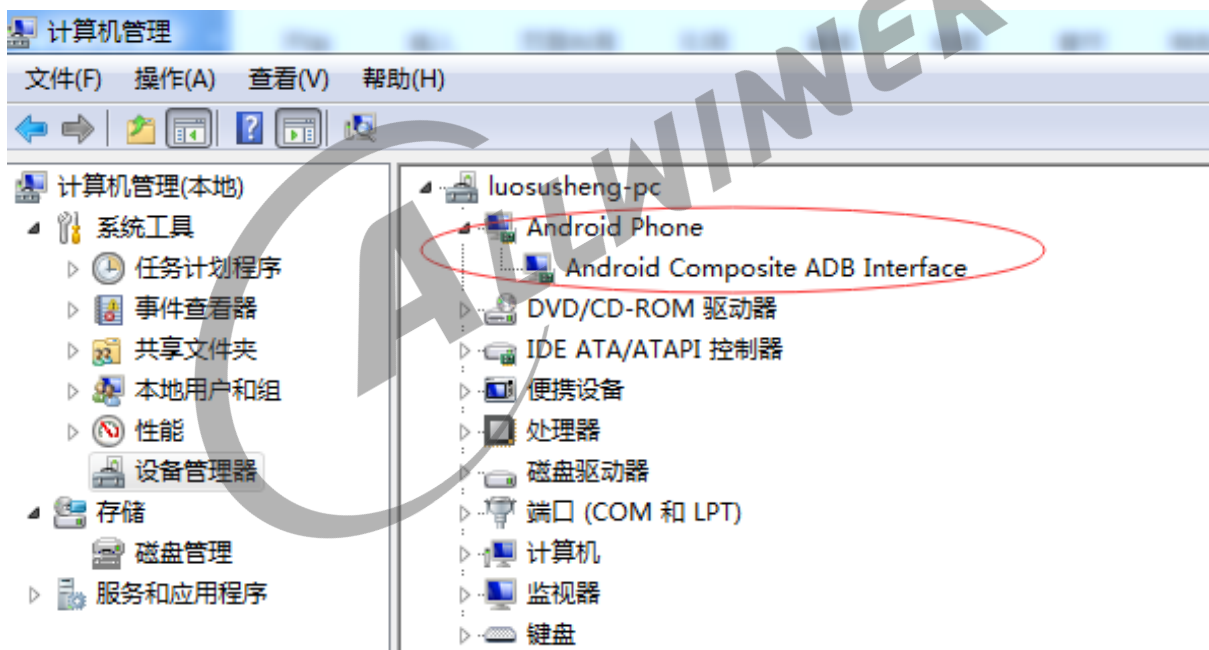 计算机管理
文件(F) 操作(A) 查看(V) 帮助(H)
计算机管理(本地)
系统工具
任务计划程序
事件查看器
共享文件夹
本地用户和组
性能
设备管理器
存储
磁盘管理
服务和应用程序
luosusheng-pc
Android Phone
Android Composite ADB Interface
DVD/CD-ROM 驱动器
IDE ATA/ATAPI 控制器
便携设备
处理器
磁盘驱动器
端口 (COM 和 LPT)
计算机
监视器
键盘
ALLWINNER